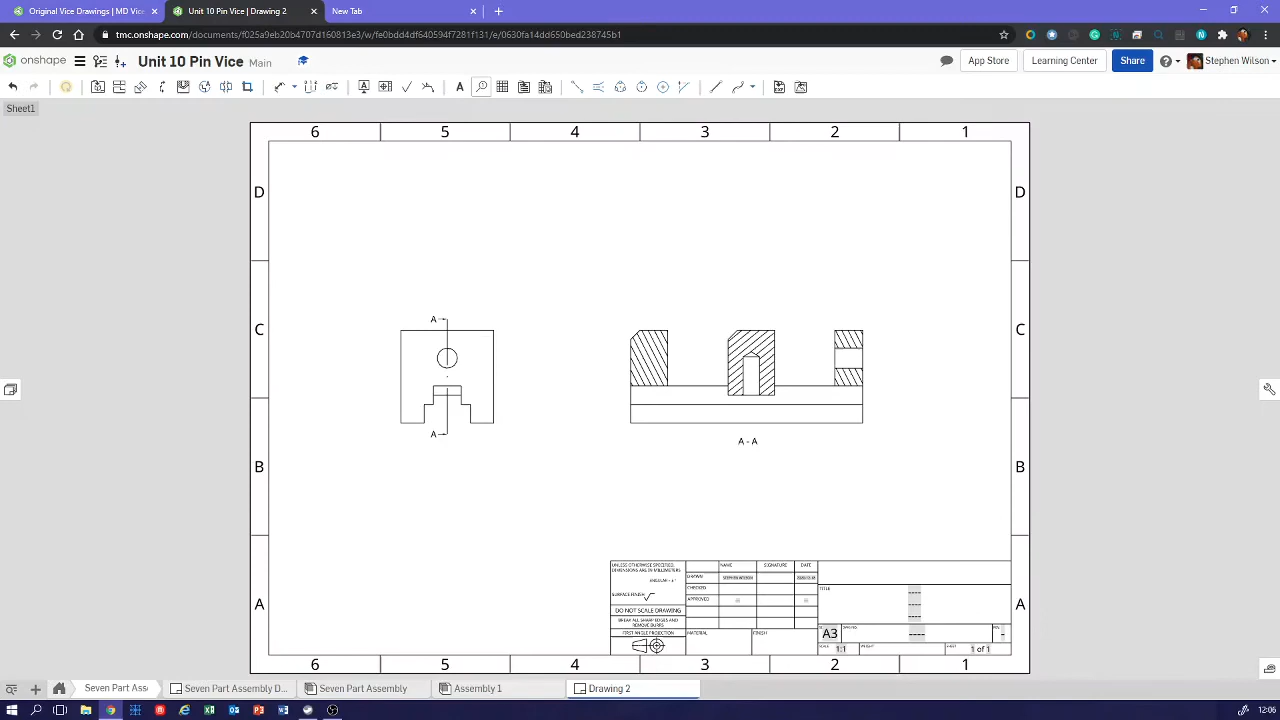 Original Vice Drawings | MD Vice
Unit 10 Pin Vice | Drawing 2
New Tab
tmc.onshape.com/documents/f025a9eb20b4707d160813e3/w/fe0bdd4df640594f7281f131/e/0630fa14dd650bed238745b1
onshape
Unit 10 Pin Vice Main
App Store
Learning Center
Share
Stephen Wilson
Sheet1
6 5 4 3 2 1
D D
A
C C
A
A - A
B B
UNLESS OTHERWISE SPECIFIED,
DIMENSIONS ARE IN MILLIMETERS
NAME SIGNATURE DATE
DRAWN STEPHEN WILSON
ANGULAR = ± °
CHECKED
TITLE
SURFACE FINISH
APPROVED
A A
DO NOT SCALE DRAWING
BREAK ALL SHARP EDGES AND
REMOVE BURRS
FIRST ANGLE PROJECTION
MATERIAL
FINISH
A3
SCALE 1:1 WEIGHT SHEET 1 of 1
6 5 4 3 2 1
Seven Part Asse
Seven Part Assembly D...
Seven Part Assembly
Assembly 1
Drawing 2
12:06